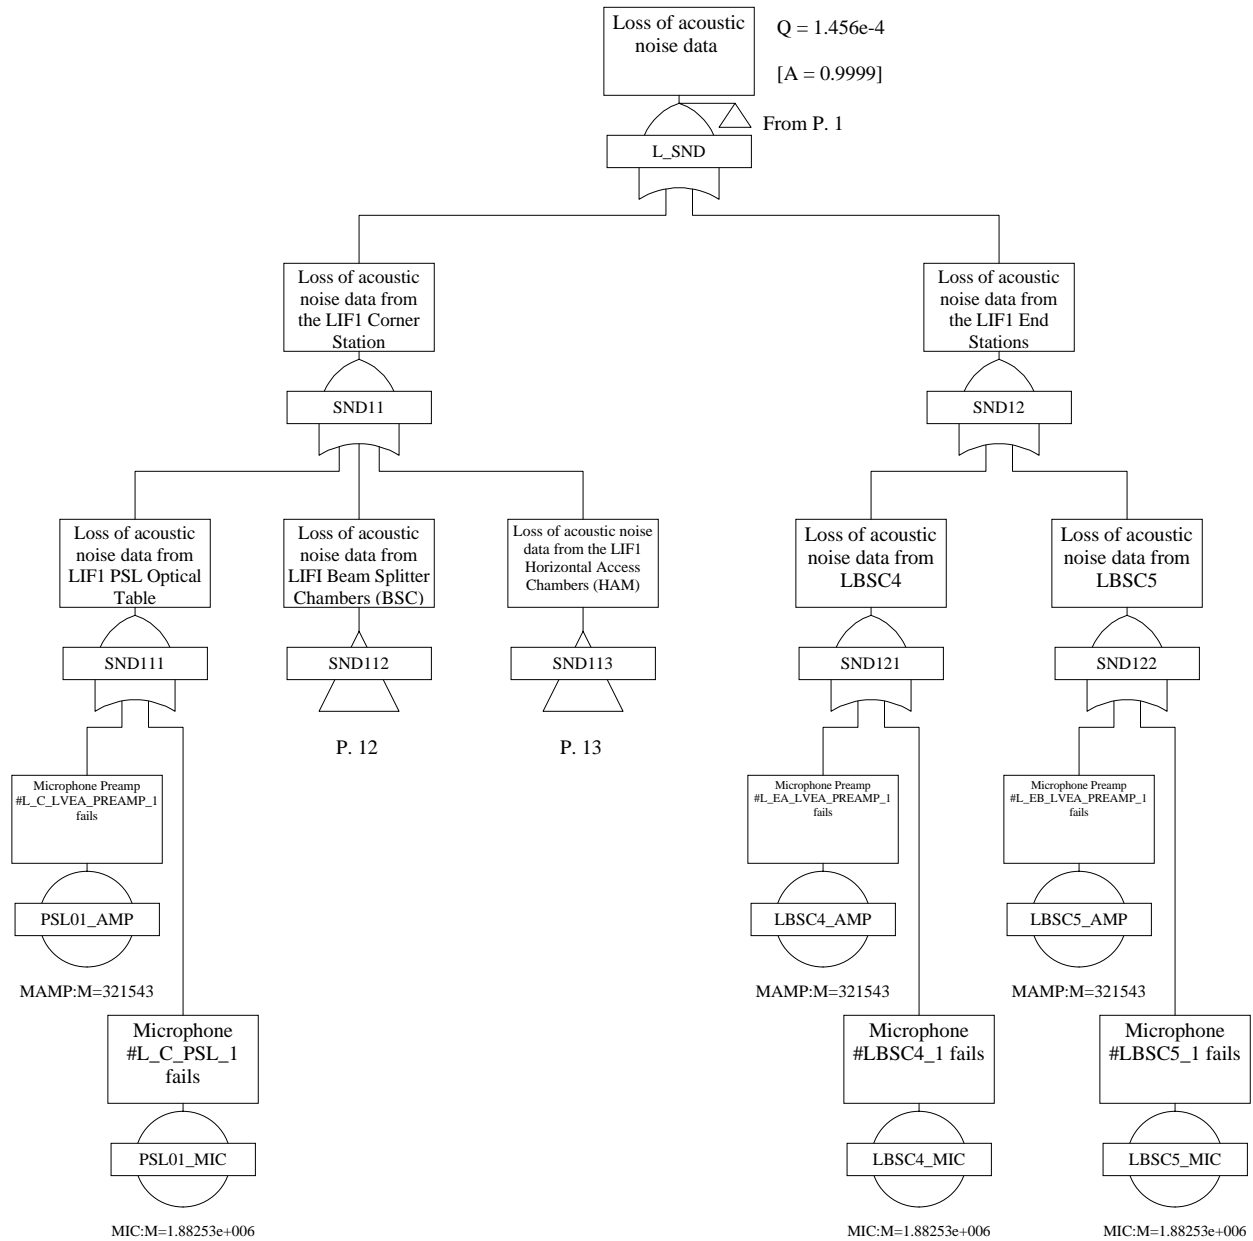 Loss of acoustic
noise data
Q = 1.456e-4
[A = 0.9999]
From P. 1
L_SND
Loss of acoustic
noise data from
the LIF1 Corner
Station
SND11
Loss of acoustic
noise data from
the LIF1 End
Stations
SND12
Loss of acoustic
noise data from
LIF1 PSL Optical
Table
SND111
Loss of acoustic
noise data from
LIFI Beam Splitter
Chambers (BSC)
SND112
P. 12
Loss of acoustic noise
data from the LIF1
Horizontal Access
Chambers (HAM)
SND113
P. 13
Loss of acoustic
noise data from
LBSC4
SND121
Loss of acoustic
noise data from
LBSC5
SND122
Microphone Preamp
#L_C_LVEA_PREAMP_1
fails
PSL01_AMP
MAMP:M=321543
Microphone
#L_C_PSL_1
fails
PSL01_MIC
MIC:M=1.88253e+006
Microphone Preamp
#L_EA_LVEA_PREAMP_1
fails
LBSC4_AMP
MAMP:M=321543
Microphone
#LBSC4_1 fails
LBSC4_MIC
MIC:M=1.88253e+006
Microphone Preamp
#L_EB_LVEA_PREAMP_1
fails
LBSC5_AMP
MAMP:M=321543
Microphone
#LBSC5_1 fails
LBSC5_MIC
MIC:M=1.88253e+006